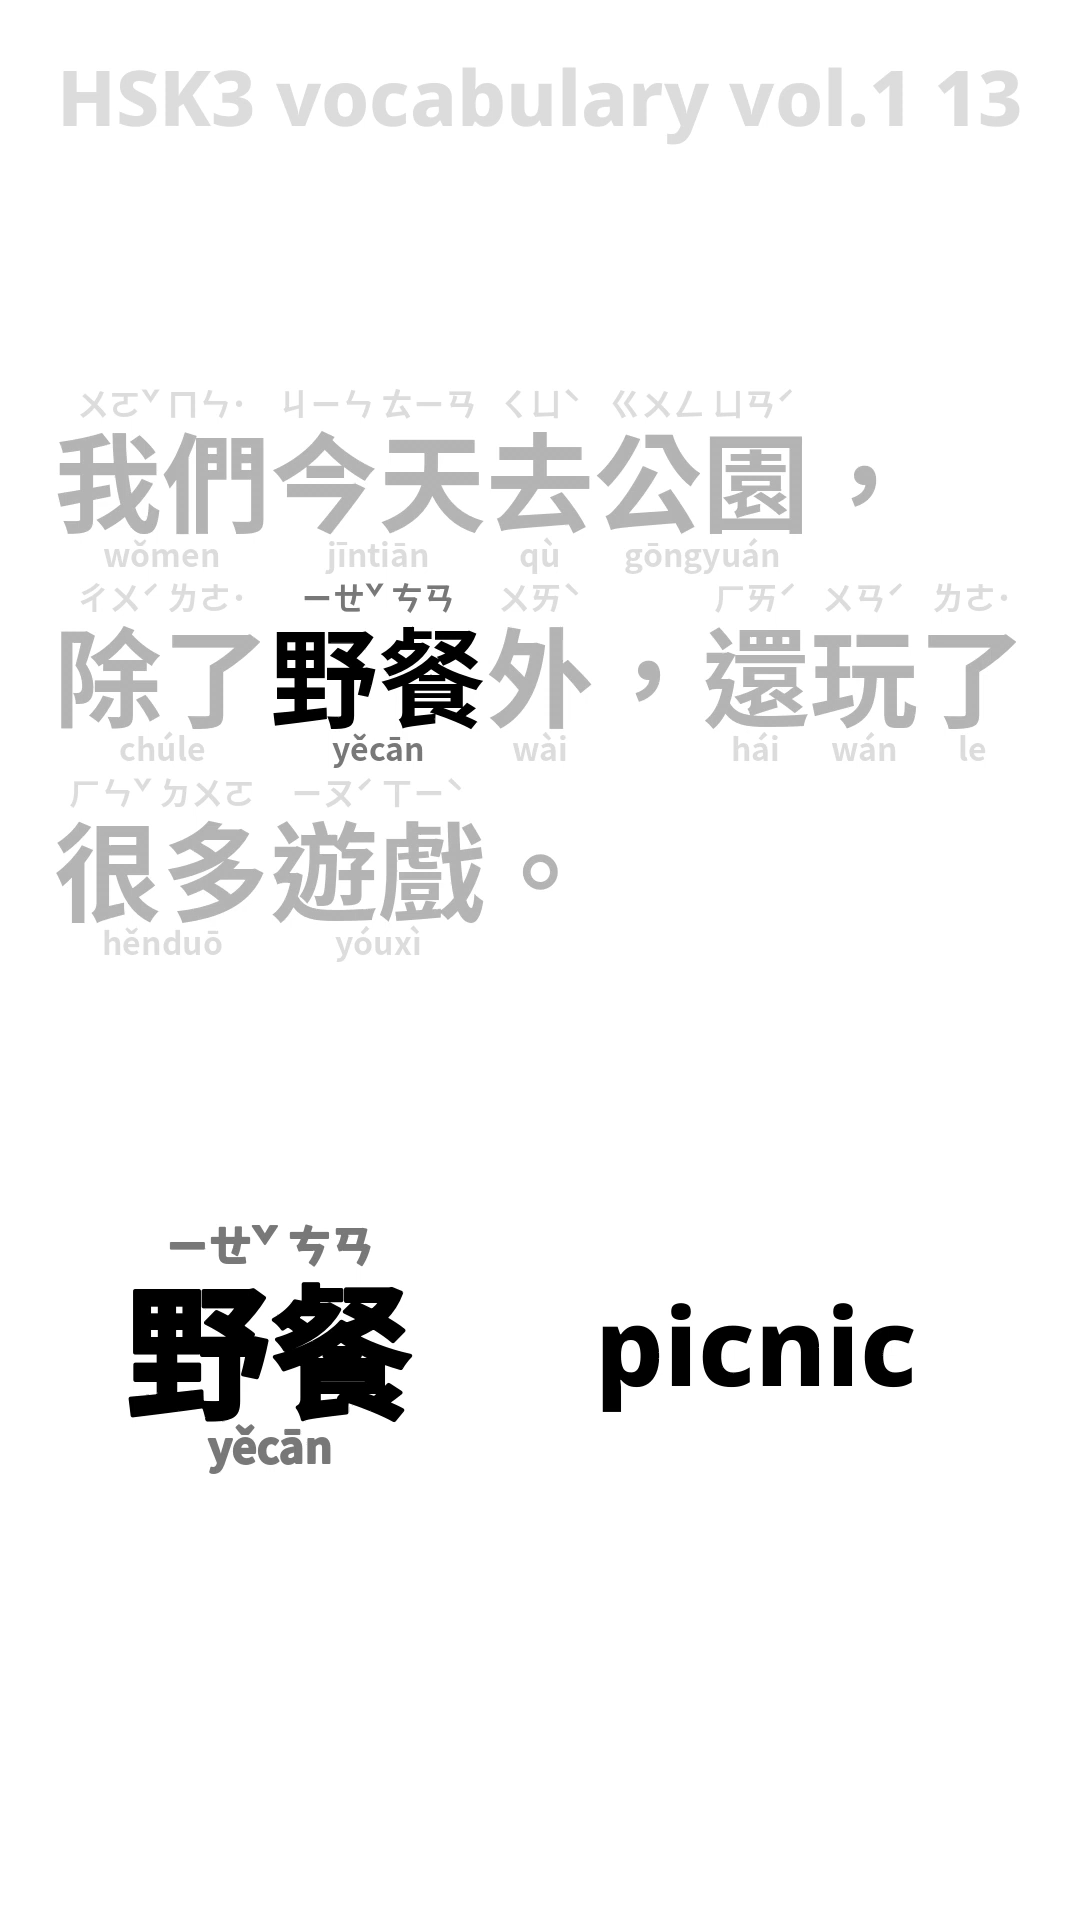 HSK3 vocabulary vol.1 13
ㄨㄛˇ ㄇㄣ˙ ㄐㄧㄣ ㄊㄧㄢ ㄑㄩˋ ㄍㄨㄥ ㄩㄢˊ
我們今天去公園，
wǒmen jīntiān qù gōngyuán
ㄔㄨˊ ㄌㄜ˙ ㄧㄝˇ ㄘㄢ ㄨㄞˋ ㄏㄞˊ ㄨㄢˊ ㄌㄜ˙
除了野餐外，還玩了
chúle yěcān wài hái wán le
ㄏㄣˇ ㄉㄨㄛ ㄧㄡˊ ㄒㄧˋ
很多遊戲。
hěnduō yóuxì
ㄧㄝˇ ㄘㄢ
野餐 picnic
yěcān